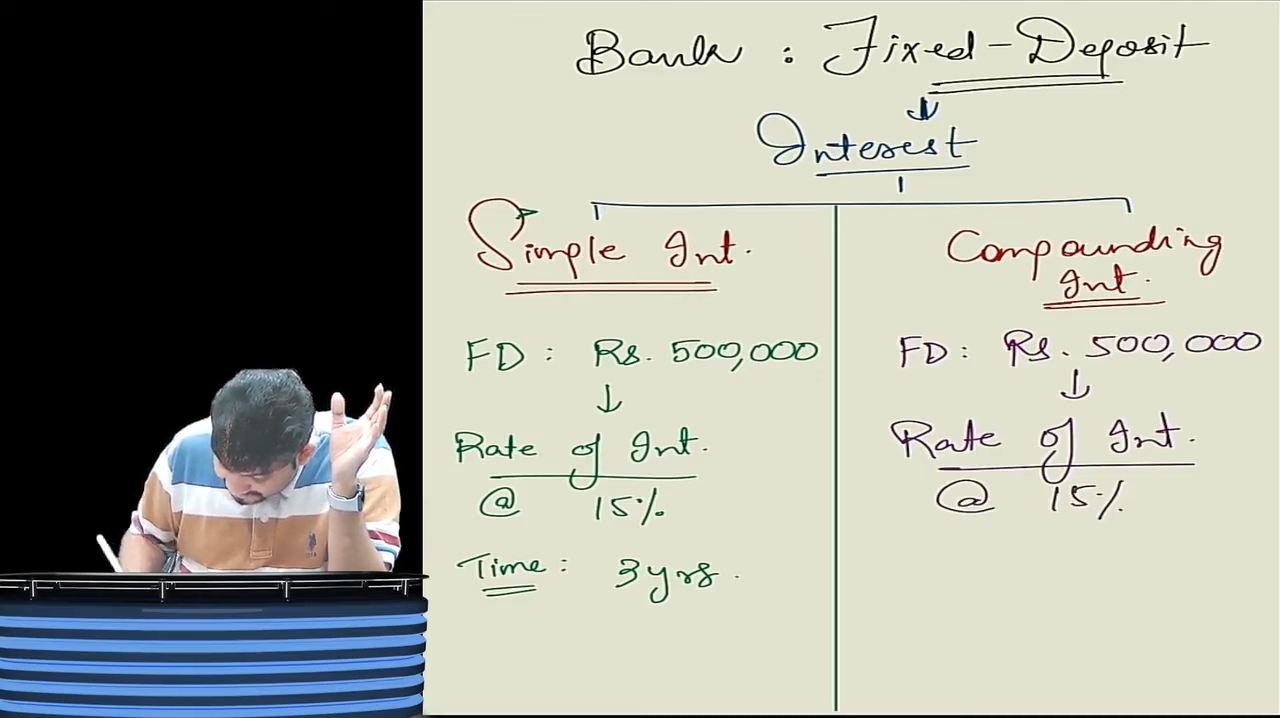 Bank : Fixed-Deposit
Interest
Simple Int.
FD : Rs. 500,000
Rate of Int.
@ 15%
Time : 3 yrs.
Compounding
Int.
FD : Rs. 500,000
Rate of Int.
@ 15%